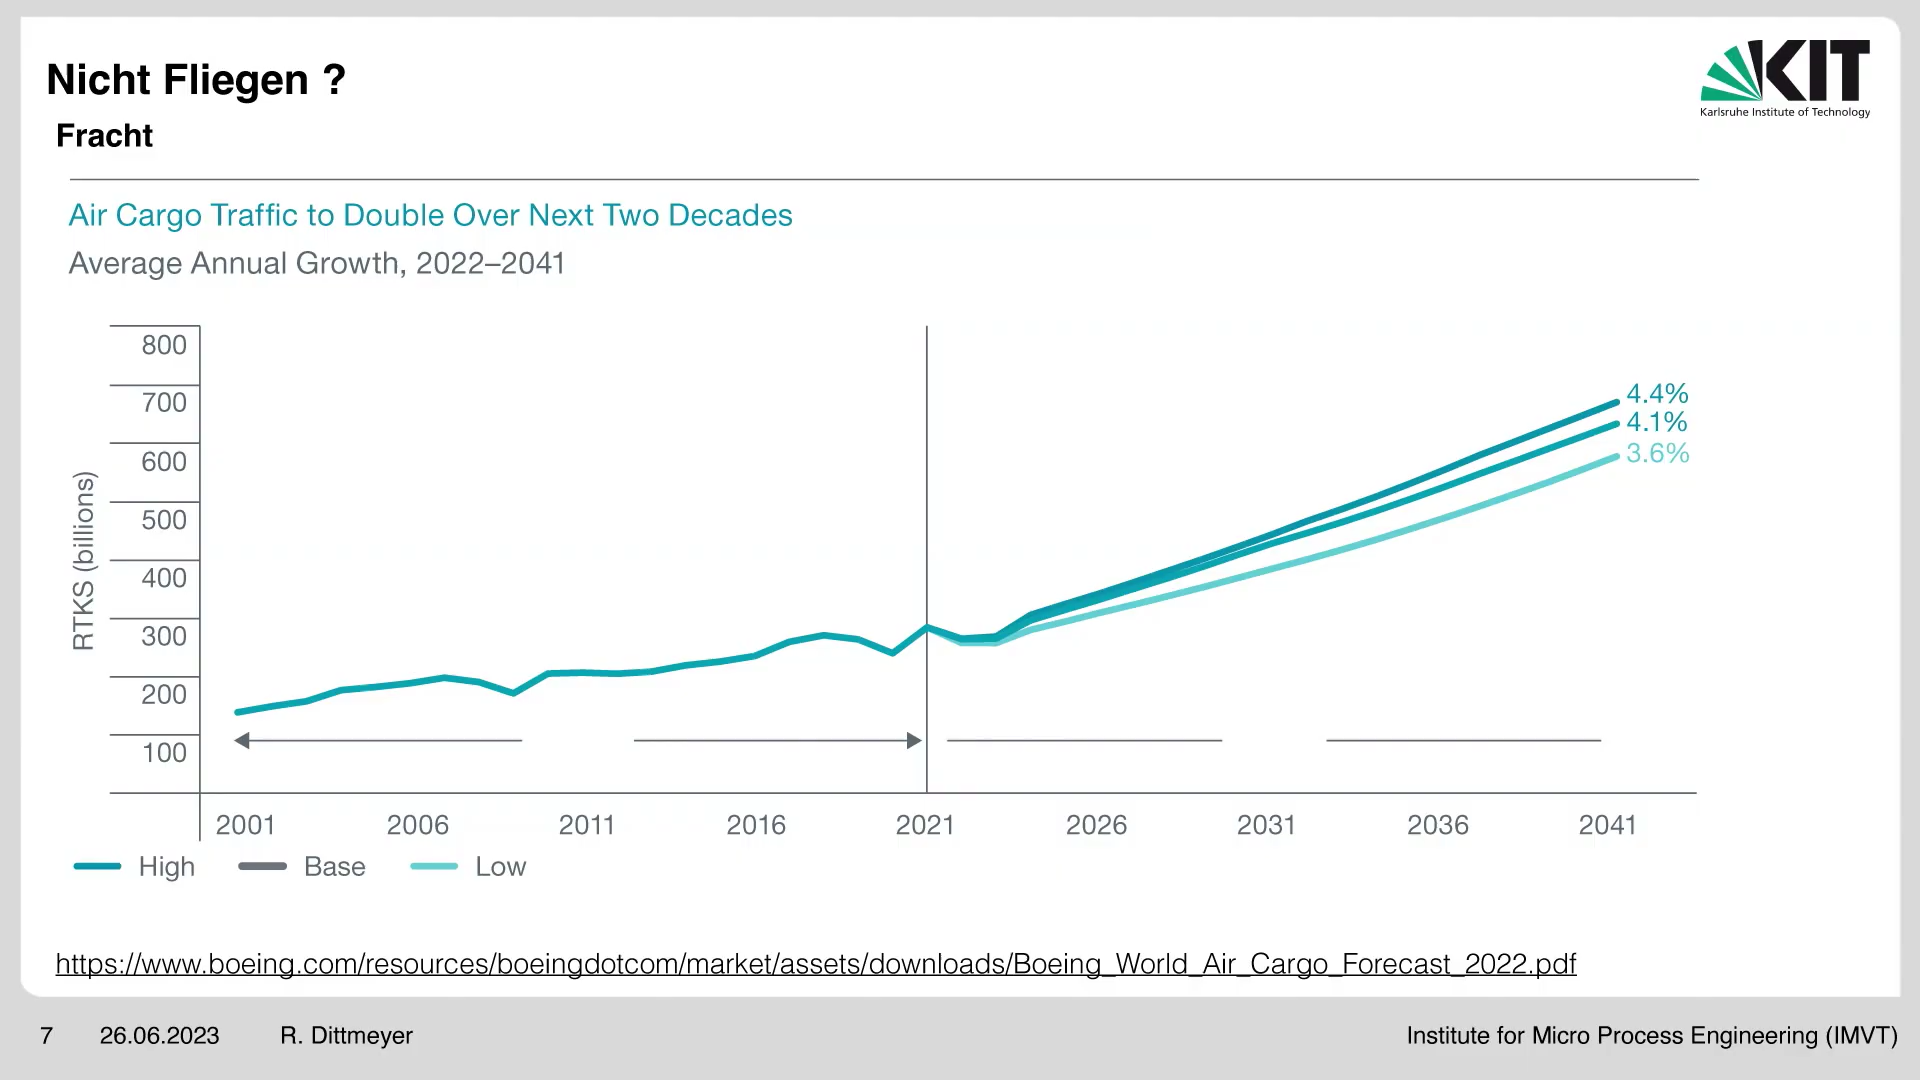 Nicht Fliegen ?
KIT
Karlsruhe Institute of Technology
Fracht
Air Cargo Traffic to Double Over Next Two Decades
Average Annual Growth, 2022–2041
RTKS (billions)
800
700
600
500
400
300
200
100
4.4%
4.1%
3.6%
2001 2006 2011 2016 2021 2026 2031 2036 2041
High Base Low
https://www.boeing.com/resources/boeingdotcom/market/assets/downloads/Boeing_World_Air_Cargo_Forecast_2022.pdf
7 26.06.2023 R. Dittmeyer Institute for Micro Process Engineering (IMVT)